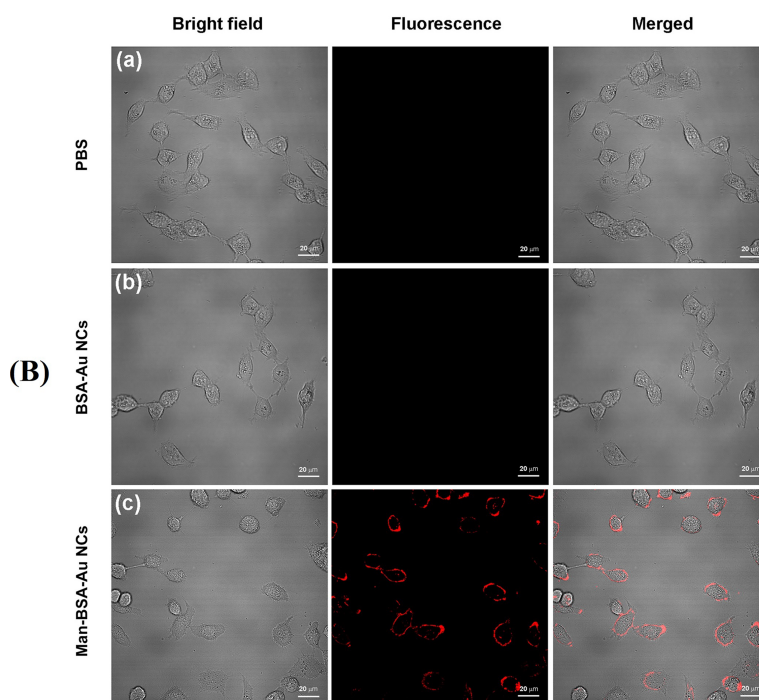 Bright field Fluorescence Merged
(a)
PBS
20 μm 20 μm 20 μm
(b)
(B)
BSA-Au NCs
20 μm 20 μm 20 μm
(c)
Man-BSA-Au NCs
20 μm 20 μm 20 μm